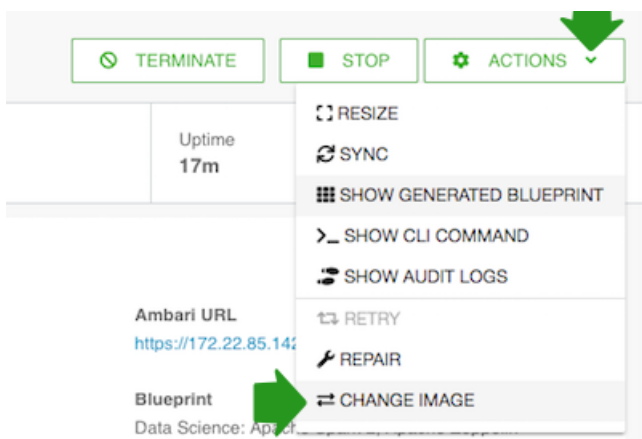 TERMINATE
STOP
ACTIONS
RESIZE
Uptime
17m
SYNC
SHOW GENERATED BLUEPRINT
SHOW CLI COMMAND
SHOW AUDIT LOGS
Ambari URL
https://172.22.85.142
RETRY
REPAIR
Blueprint
CHANGE IMAGE
Data Science: